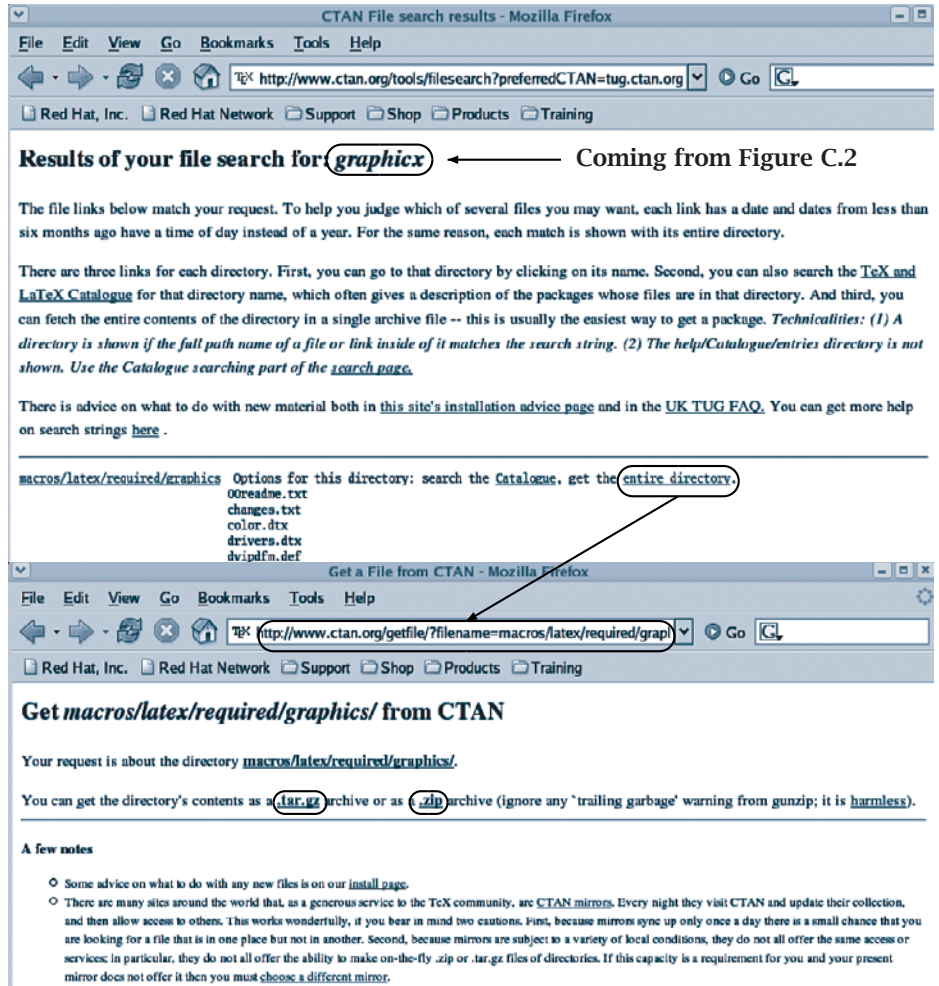 CTAN File search results - Mozilla Firefox
File Edit View Go Bookmarks Tools Help
TEX http://www.ctan.org/tools/filesearch?preferredCTAN=tug.ctan.org Go G
Red Hat, Inc. Red Hat Network Support Shop Products Training
Results of your file search for: graphicx Coming from Figure C.2
The file links below match your request. To help you judge which of several files you may want, each link has a date and dates from less than
six months ago have a time of day instead of a year. For the same reason, each match is shown with its entire directory.
There are three links for each directory. First, you can go to that directory by clicking on its name. Second, you can also search the TeX and
LaTeX Catalogue for that directory name, which often gives a description of the packages whose files are in that directory. And third, you
can fetch the entire contents of the directory in a single archive file -- this is usually the easiest way to get a package. Technicalities: (1) A
directory is shown if the full path name of a file or link inside of it matches the search string. (2) The help/Catalogue/entries directory is not
shown. Use the Catalogue searching part of the search page.
There is advice on what to do with new material both in this site's installation advice page and in the UK TUG FAQ. You can get more help
on search strings here .
macros/latex/required/graphics Options for this directory: search the Catalogue, get the entire directory.
00readme.txt
changes.txt
color.dtx
drivers.dtx
dvipdfm.def
Get a File from CTAN - Mozilla Firefox
File Edit View Go Bookmarks Tools Help
TEX http://www.ctan.org/getfile/?filename=macros/latex/required/grapl Go G
Red Hat, Inc. Red Hat Network Support Shop Products Training
Get macros/latex/required/graphics/ from CTAN
Your request is about the directory macros/latex/required/graphics/.
You can get the directory's contents as a .tar.gz archive or as a .zip archive (ignore any `trailing garbage' warning from gunzip; it is harmless).
A few notes
Some advice on what to do with any new files is on our install page.
There are many sites around the world that, as a generous service to the TeX community, are CTAN mirrors. Every night they visit CTAN and update their collection,
and then allow access to others. This works wonderfully, if you bear in mind two cautions. First, because mirrors sync up only once a day there is a small chance that you
are looking for a file that is in one place but not in another. Second, because mirrors are subject to a variety of local conditions, they do not all offer the same access or
services; in particular, they do not all offer the ability to make on-the-fly .zip or .tar.gz files of directories. If this capacity is a requirement for you and your present
mirror does not offer it then you must choose a different mirror.